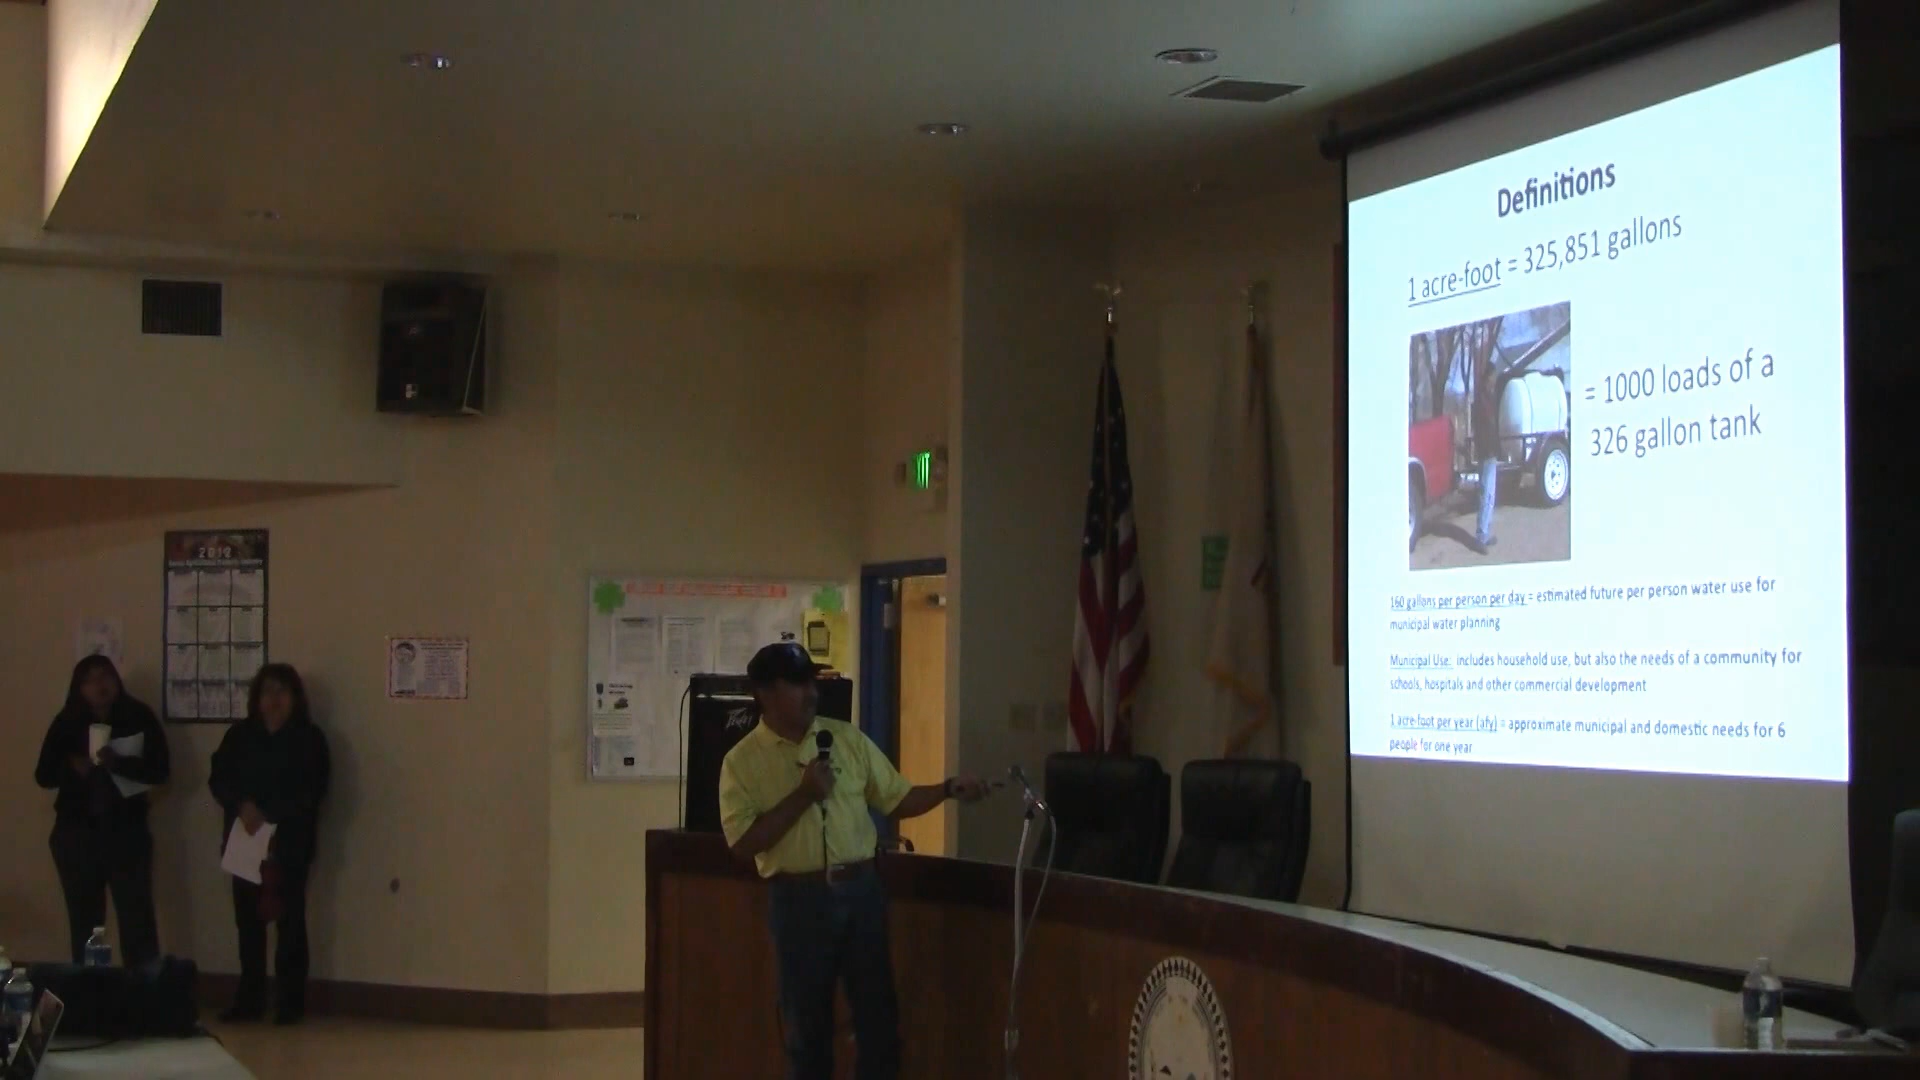 Definitions
1 acre-foot = 325,851 gallons
= 1000 loads of a
326 gallon tank
160 gallons per person per day = estimated future per person water use for
municipal water planning
Municipal Use: includes household use, but also the needs of a community for
schools, hospitals and other commercial development
1 acre-foot per year (afy) = approximate municipal and domestic needs for 6
people for one year
2012
PEAVEY